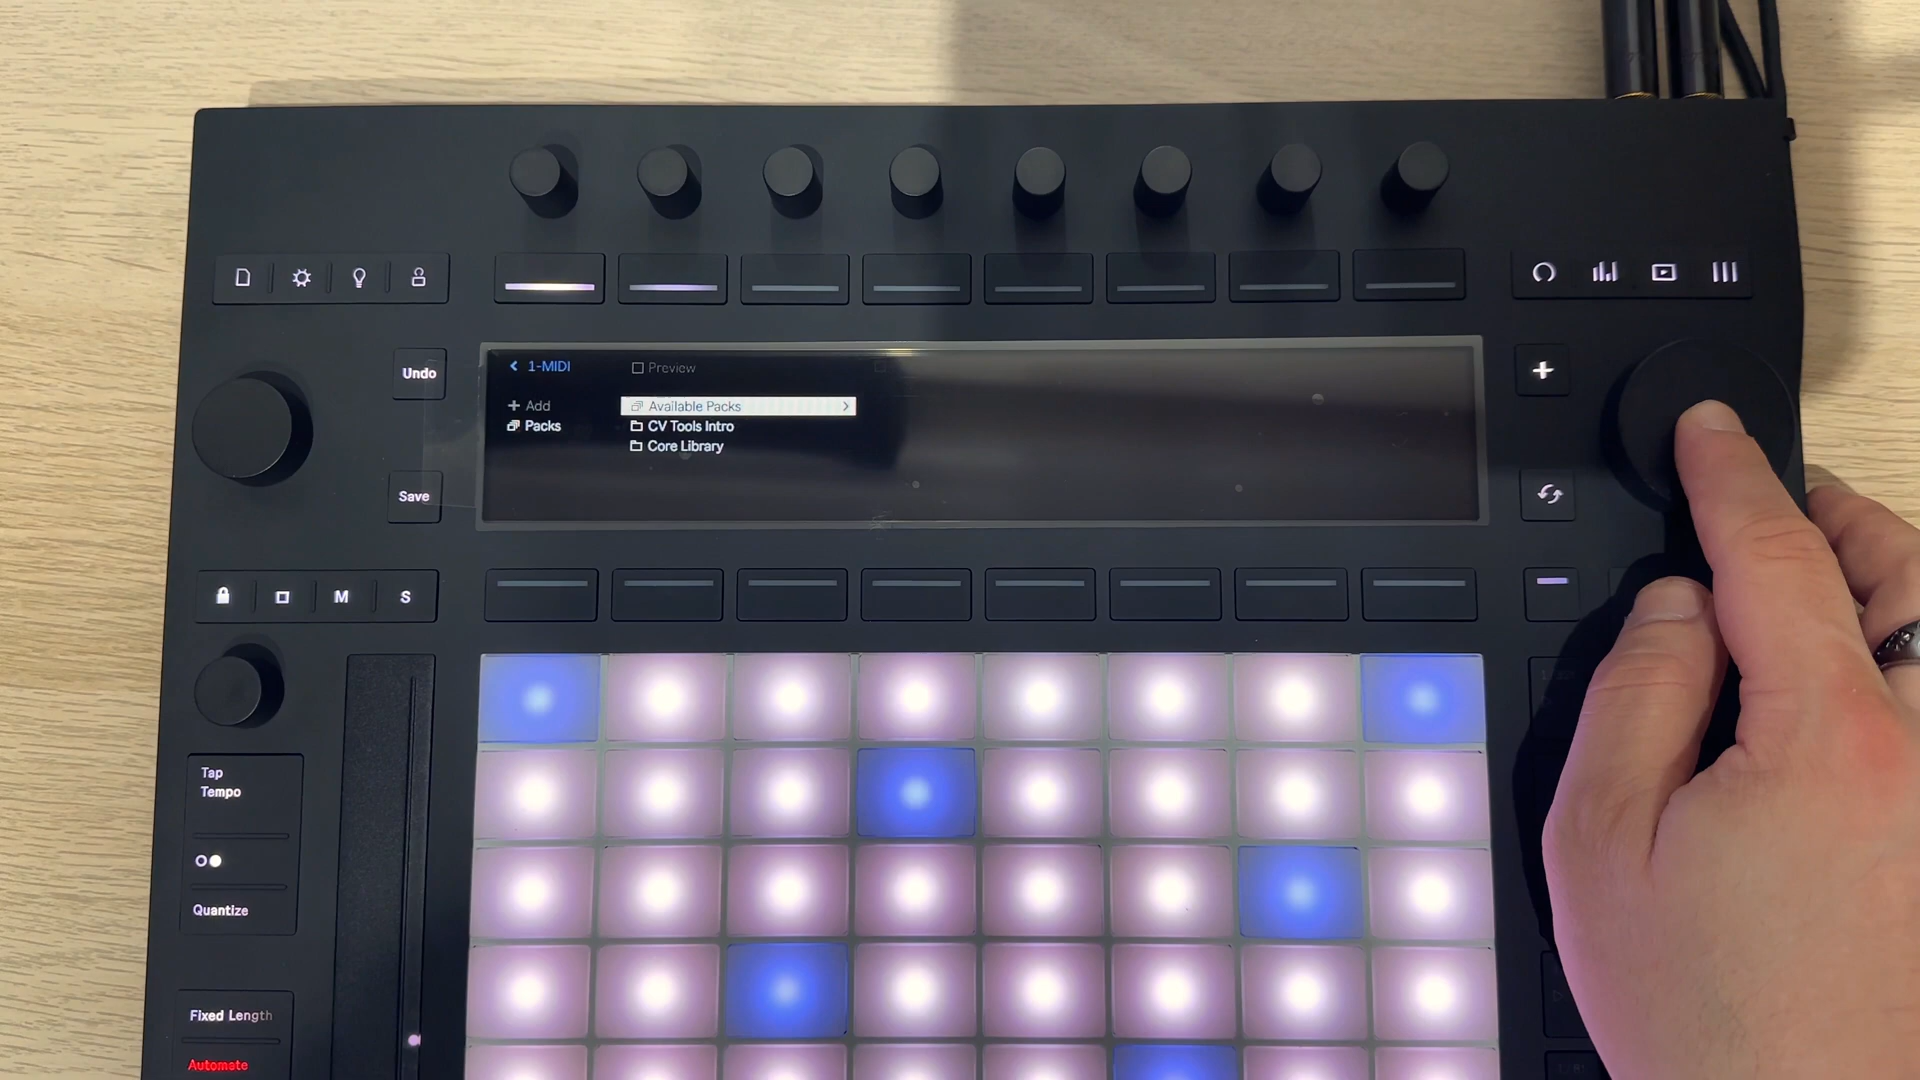 Undo
1-MIDI
Preview
Add
Available Packs
Packs
CV Tools Intro
Core Library
Save
M
S
Tap
Tempo
Quantize
Fixed Length
Automate